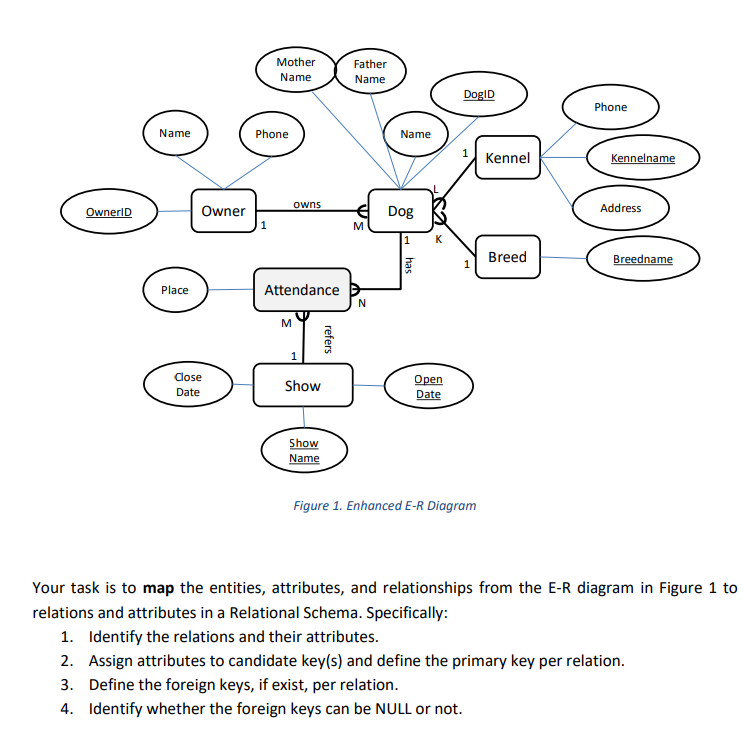 Mother
Name
Father
Name
DogID
Phone
Name
Phone
Name
1
Kennel
Kennelname
L
OwnerID
Owner
owns
Dog
Address
1
M
1
K
has
Breed
1
Breedname
Place
Attendance
N
M
refers
1
Close
Date
Show
Open
Date
Show
Name
Figure 1. Enhanced E-R Diagram
Your task is to map the entities, attributes, and relationships from the E-R diagram in Figure 1 to
relations and attributes in a Relational Schema. Specifically:
1. Identify the relations and their attributes.
2. Assign attributes to candidate key(s) and define the primary key per relation.
3. Define the foreign keys, if exist, per relation.
4. Identify whether the foreign keys can be NULL or not.